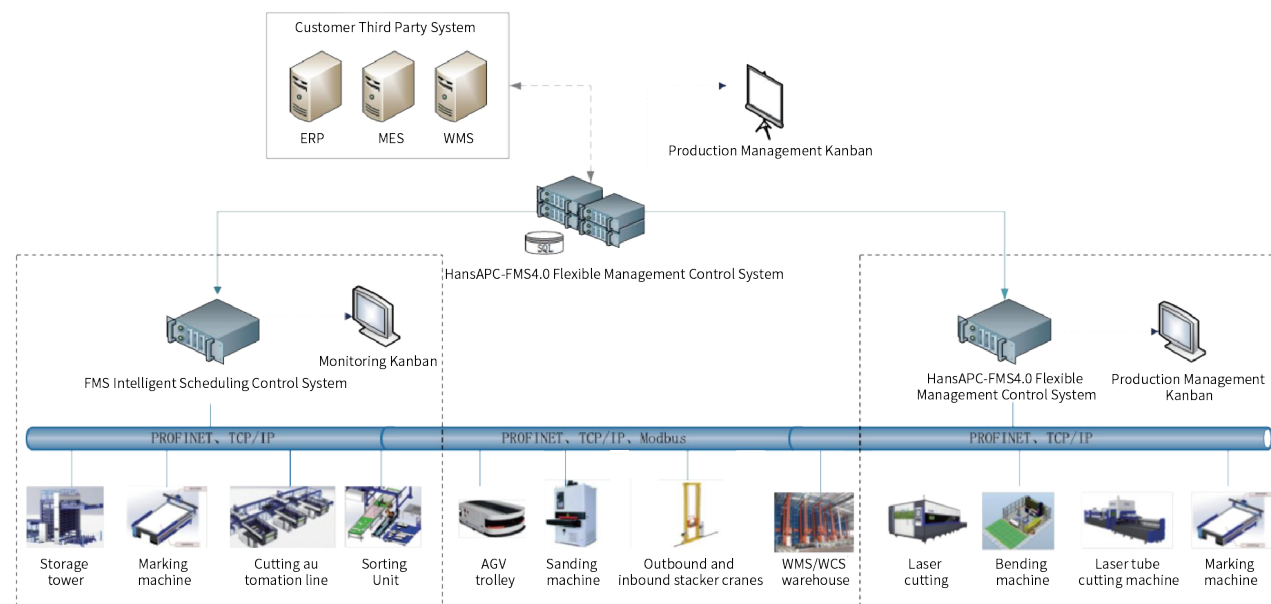 Customer Third Party System
ERP
MES
WMS
Production Management Kanban
SQL
HansAPC-FMS4.0 Flexible Management Control System
Monitoring Kanban
FMS Intelligent Scheduling Control System
HansAPC-FMS4.0 Flexible
Management Control System
Production Management
Kanban
PROFINET、TCP/IP
PROFINET、TCP/IP、Modbus
PROFINET、TCP/IP
Storage
tower
Marking
machine
Cutting au
tomation line
Sorting
Unit
AGV
trolley
Sanding
machine
Outbound and
inbound stacker cranes
WMS/WCS
warehouse
Laser
cutting
Bending
machine
Laser tube
cutting machine
Marking
machine